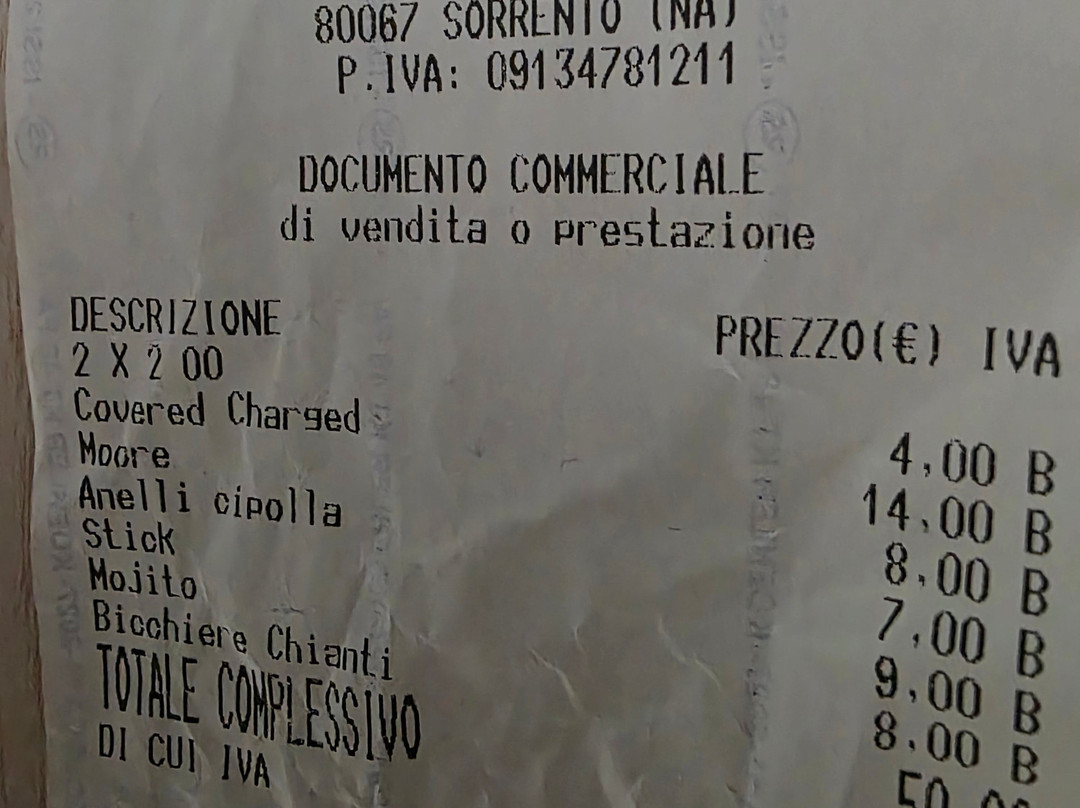 80067 SORRENTO (NA)
P.IVA: 09134781211
DOCUMENTO COMMERCIALE
di vendita o prestazione
DESCRIZIONE PREZZO(€) IVA
2 X 2 00
Covered Charged 4,00 B
Moore 14,00 B
Anelli cipolla 8,00 B
Stick 7,00 B
Mojito 9,00 B
Bicchiere Chianti 8,00 B
TOTALE COMPLESSIVO
DI CUI IVA